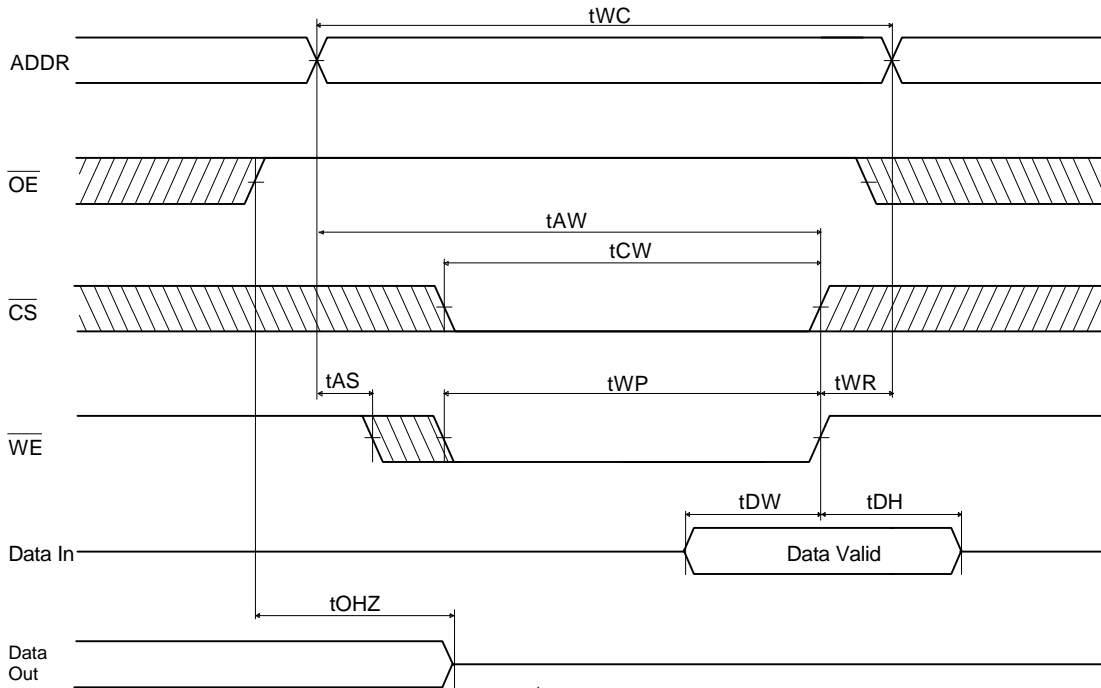 tWC
ADDR
OE
tAW
tCW
CS
tAS
tWP
tWR
WE
tDW
tDH
Data In
Data Valid
tOHZ
Data
Out